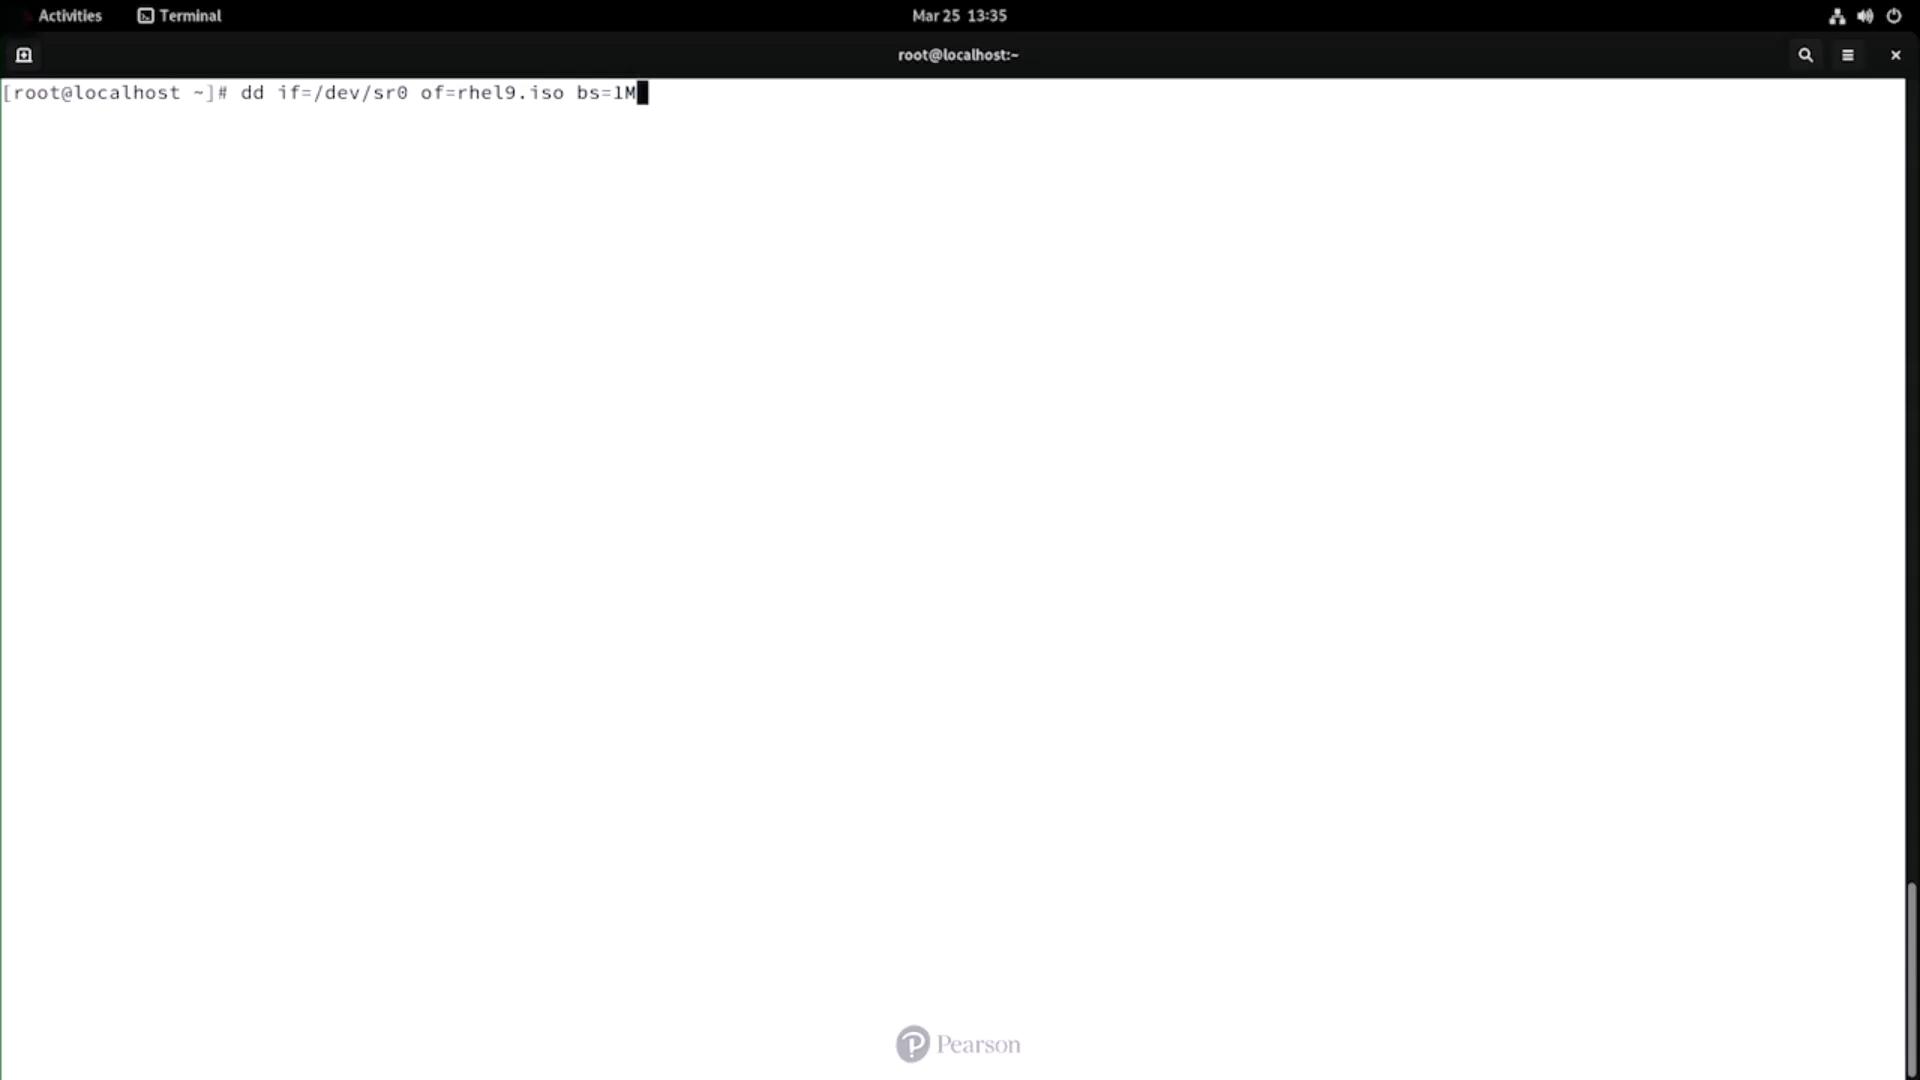 Activities Terminal Mar 25 13:35
root@localhost:~
[root@localhost ~]# dd if=/dev/sr0 of=rhel9.iso bs=1M
Pearson